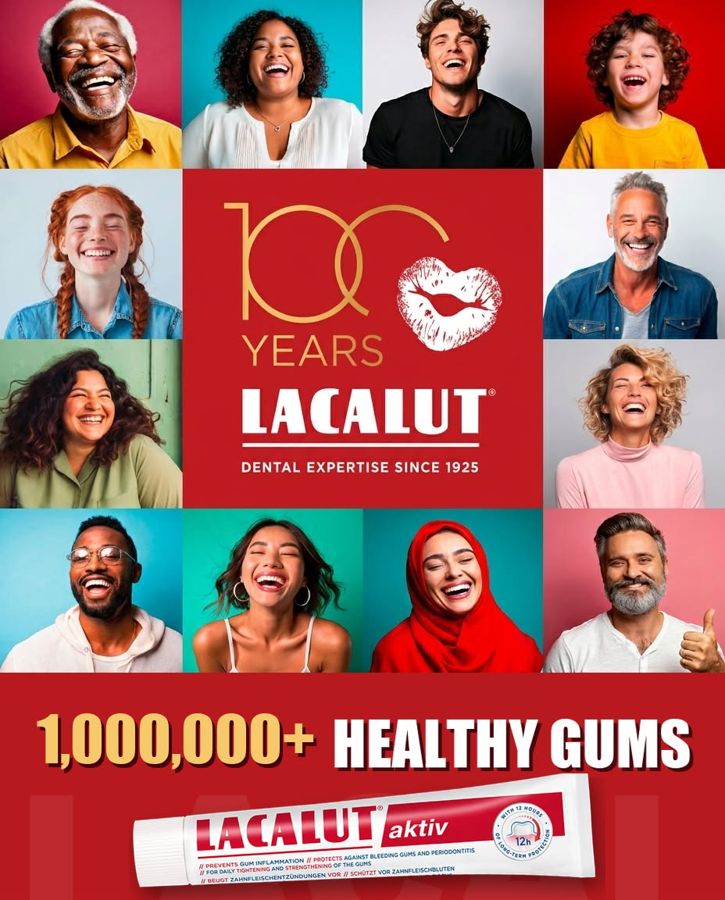 100
YEARS
LACALUT®
DENTAL EXPERTISE SINCE 1925
1,000,000+ HEALTHY GUMS
LACALUT® aktiv
WITH 12 HOURS
12h
OF LONG-TERM PROTECTION
// PREVENTS GUM INFLAMMATION // PROTECTS AGAINST BLEEDING GUMS AND PERIODONTITIS
// FOR DAILY TIGHTENING AND STRENGTHENING OF THE GUMS
// BEUGT ZAHNFLEISCHENTZÜNDUNGEN VOR // SCHÜTZT VOR ZAHNFLEISCHBLUTEN